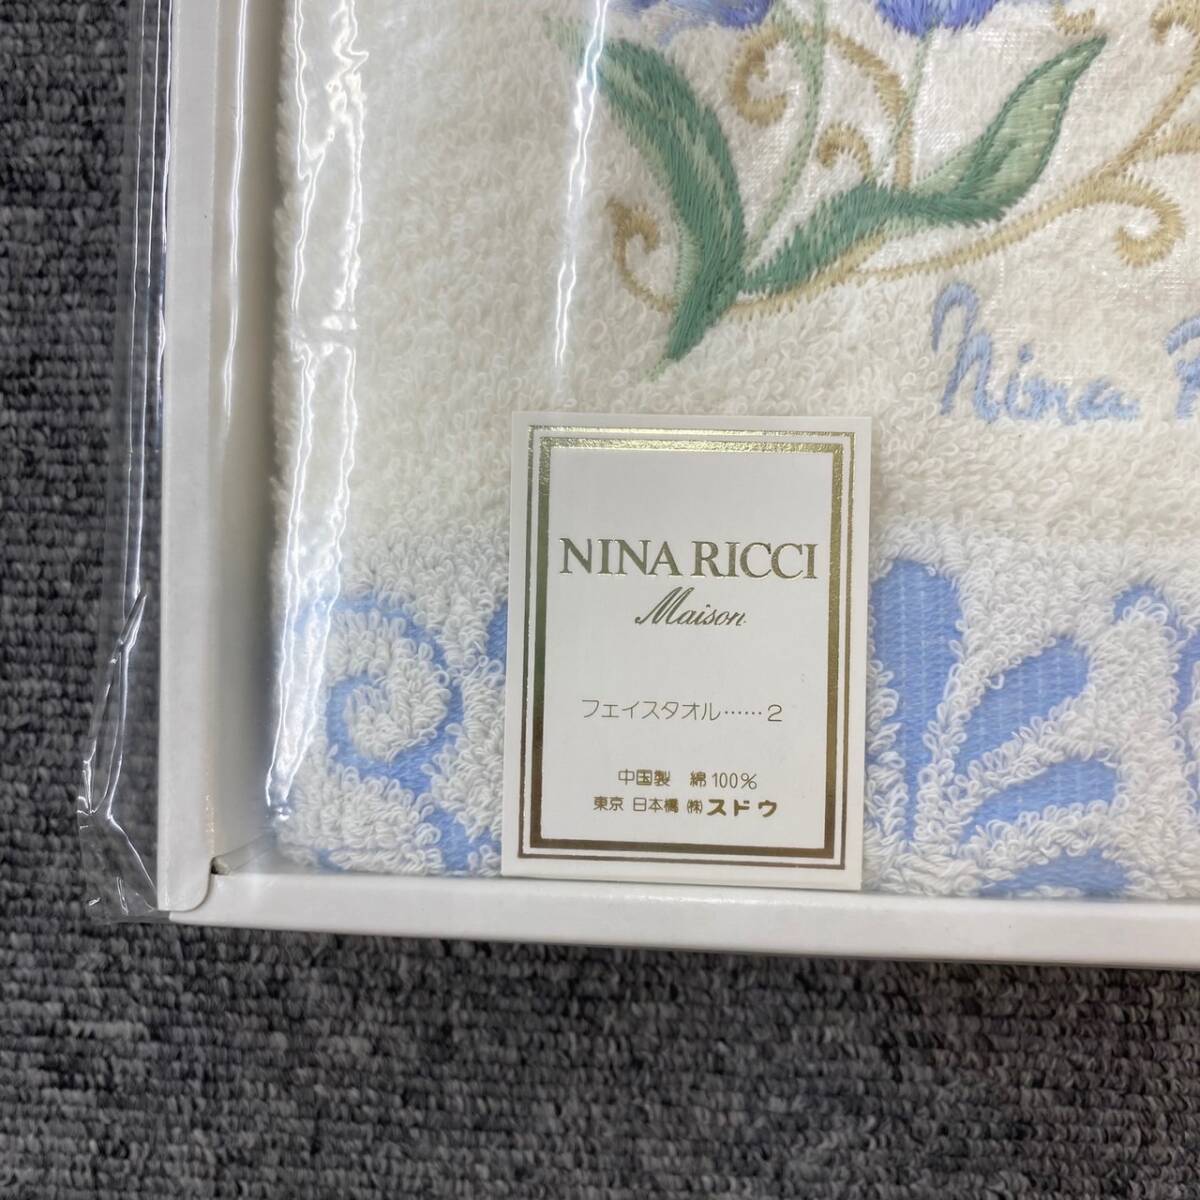 Nina
NINA RICCI
Maison
フェイスタオル……2
中国製 綿100%
東京 日本橋 ㈱スドウ